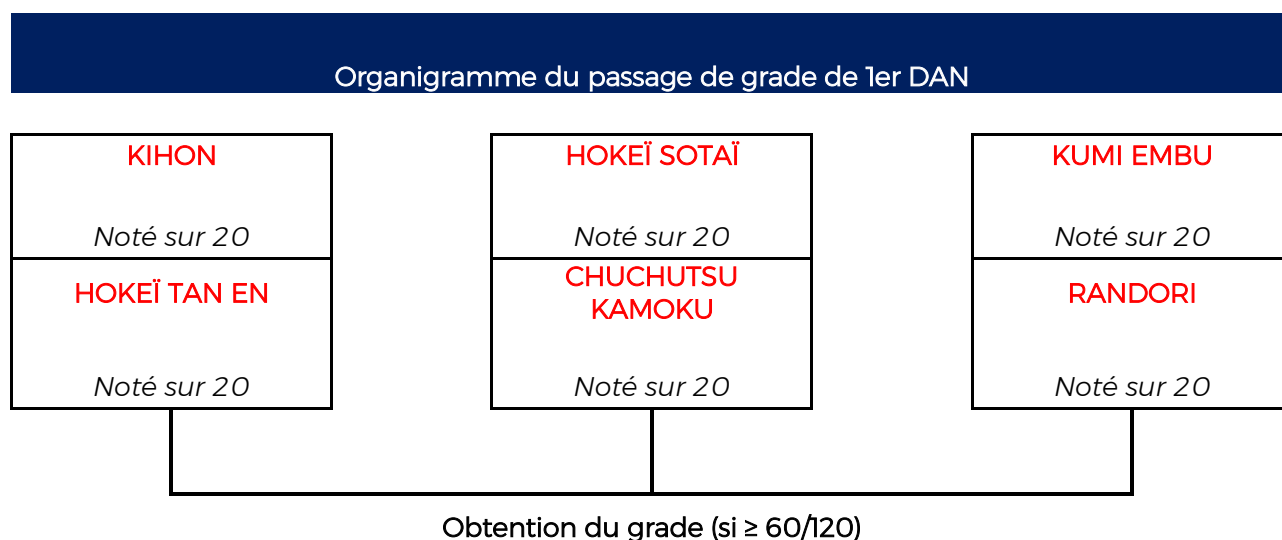 Organigramme du passage de grade de 1er DAN
KIHON
Noté sur 20
HOKEÏ TAN EN
Noté sur 20
HOKEÏ SOTAÏ
Noté sur 20
CHUCHUTSU
KAMOKU
Noté sur 20
KUMI EMBU
Noté sur 20
RANDORI
Noté sur 20
Obtention du grade (si ≥ 60/120)